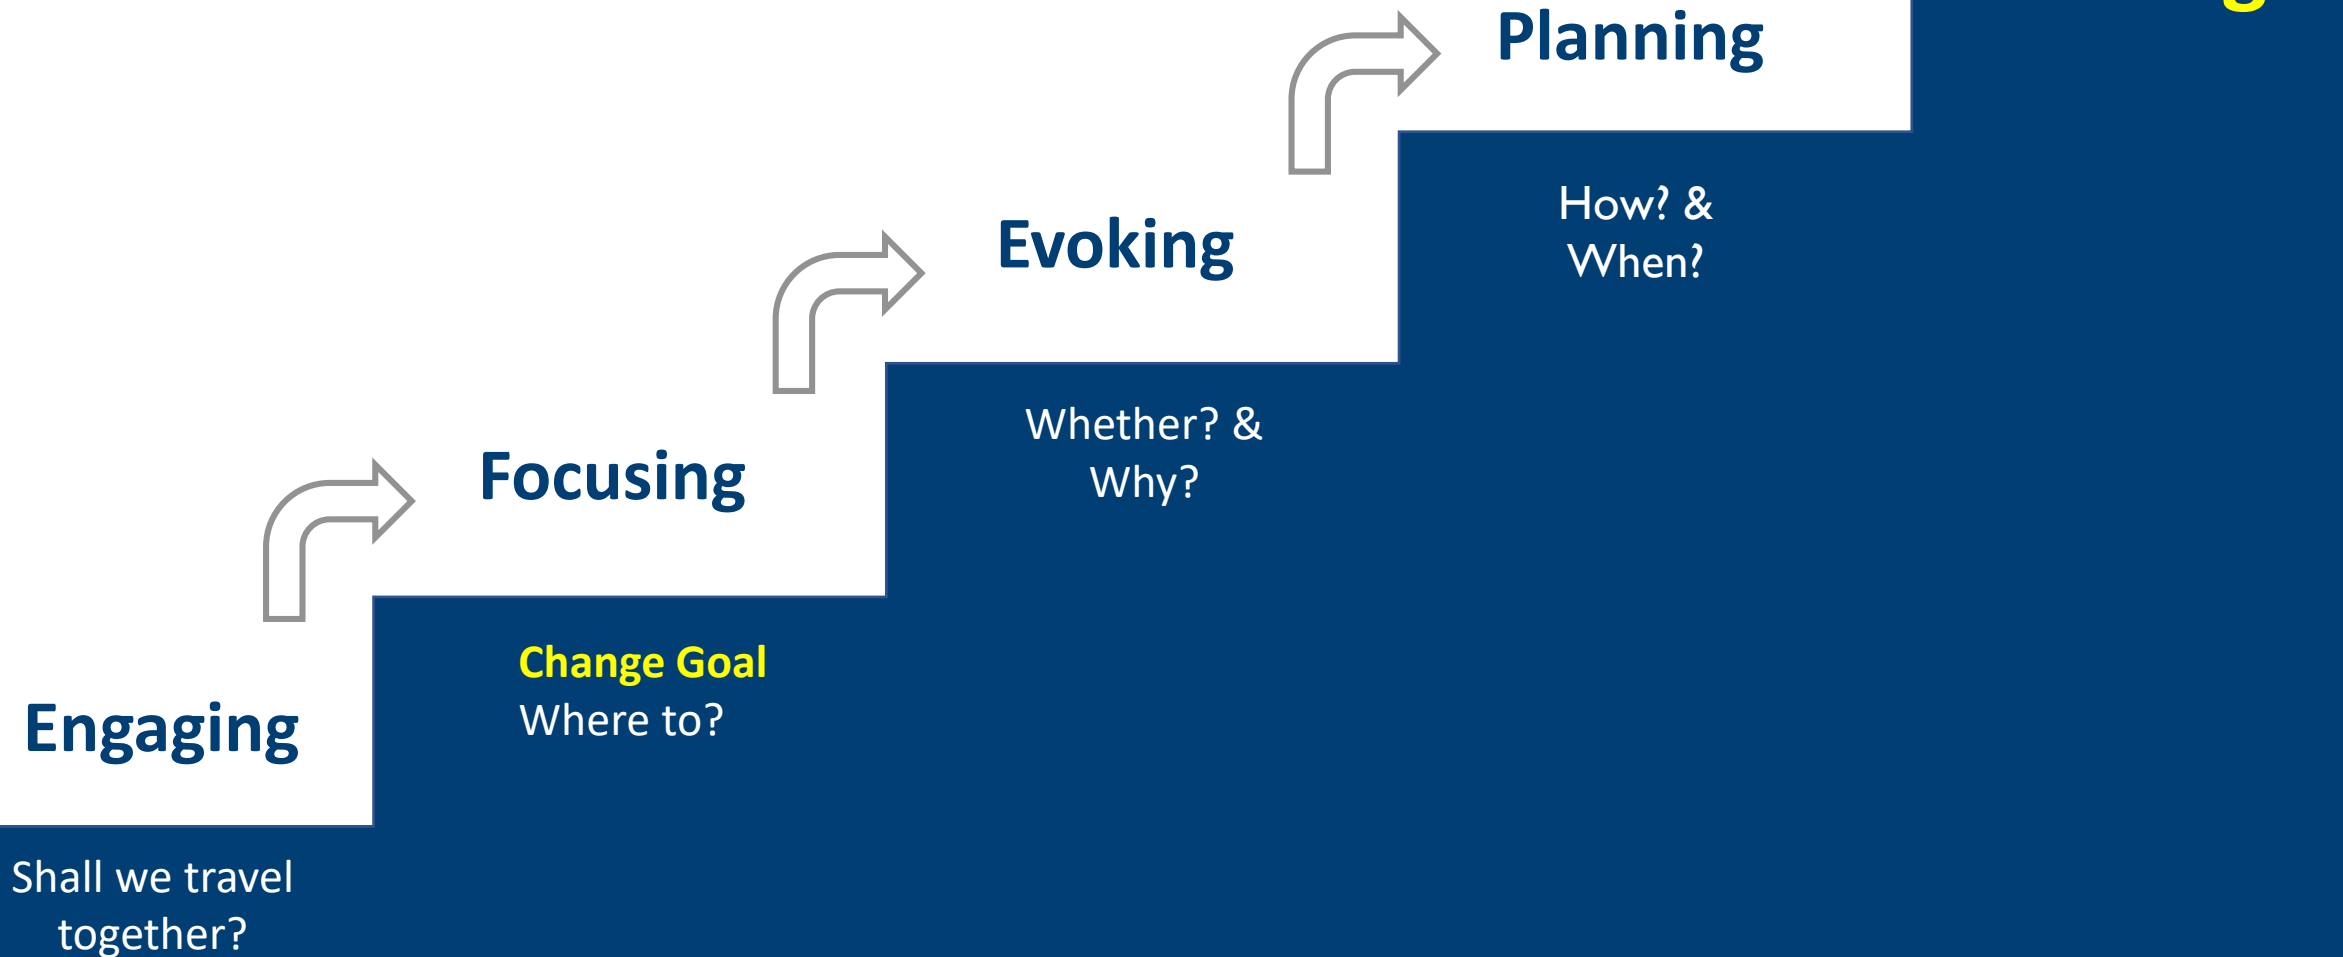 Planning
How? &
When?
Evoking
Whether? &
Why?
Focusing
Change Goal
Where to?
Engaging
Shall we travel
together?